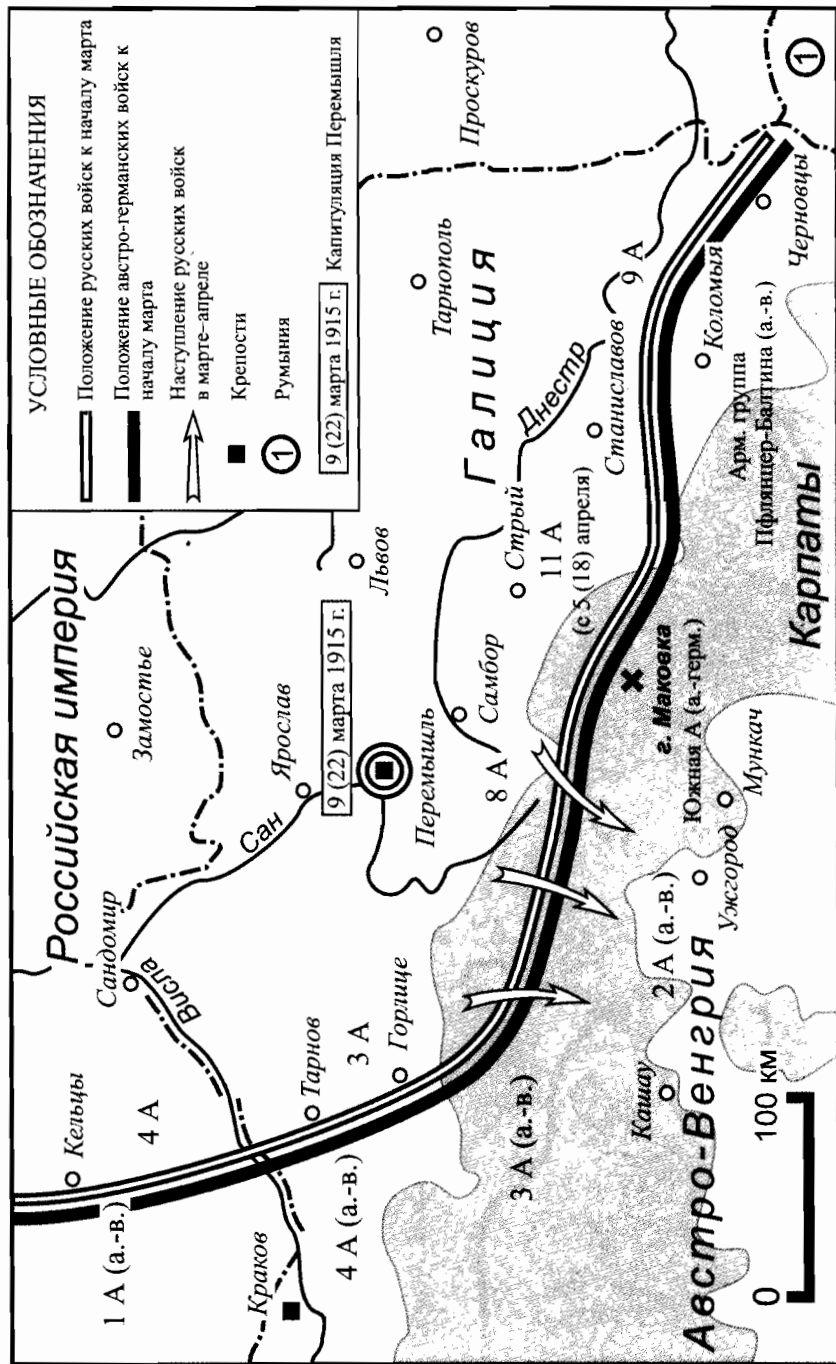 УСЛОВНЫЕ ОБОЗНАЧЕНИЯ
Положение русских войск к началу марта
Положение австро-германских войск к
началу марта
Наступление русских войск
в марте–апреле
Крепости
1
Румыния
9 (22) марта 1915 г.
Капитуляция Перемышля
Российская империя
Кельцы
Сандомир
Замостье
4 А
1 А (а.-в.)
Висла
Сан
Ярослав
9 (22) марта 1915 г.
Львов
Тарнополь
Проскуров
Краков
Тарнов
4 А (а.-в.)
3 А
Горлице
Перемышль
Самбор
8 А
Стрый
11 А
(с 5 (18) апреля)
Галиция
Днестр
Станиславов
9 А
3 А (а.-в.)
г. Маковка
Южная А (а.-герм.)
2 А (а.-в.)
Кашау
Ужгород
Мункач
Коломыя
Арм. группа
Пфлянцер-Балтина (а.-в.)
Черновцы
1
Австро-Венгрия
Карпаты
0
100 км